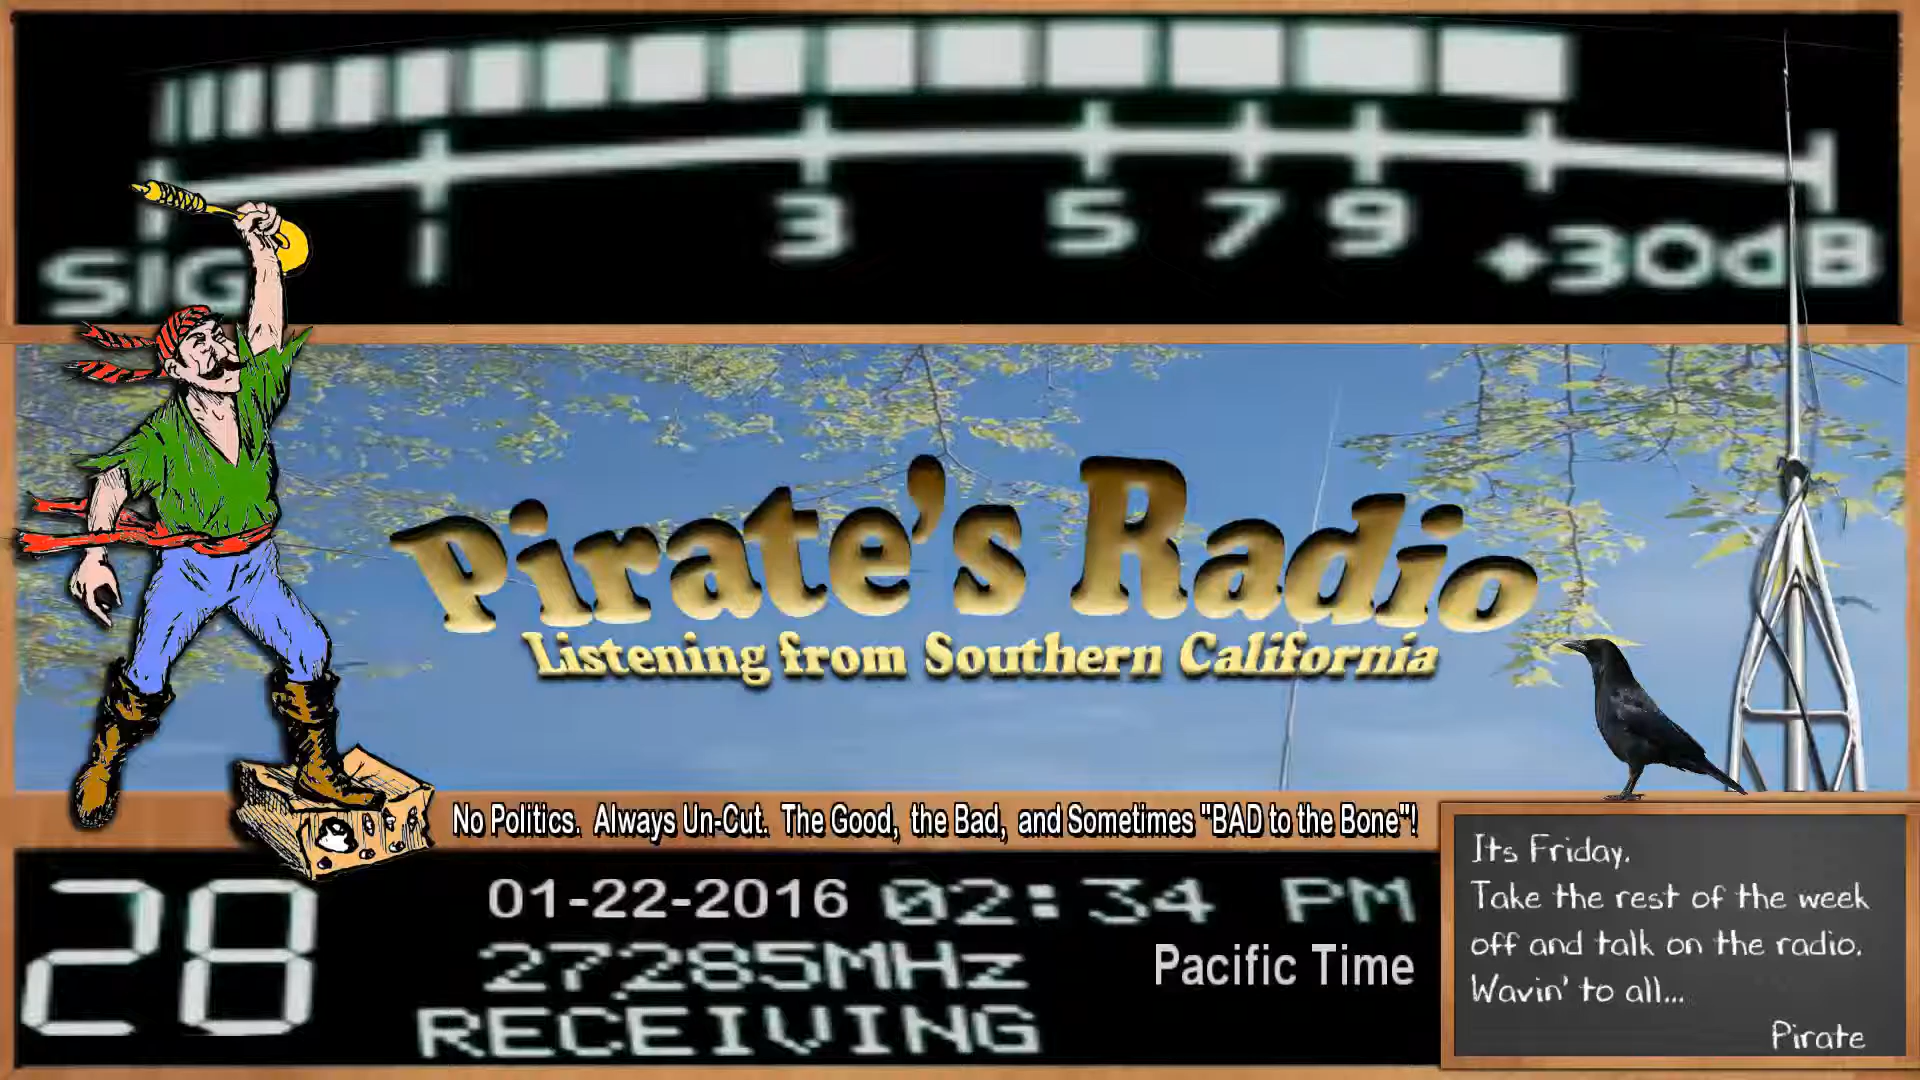 SIG 1 3 5 7 9 +30dB
Pirate's Radio
Listening from Southern California
No Politics. Always Un-Cut. The Good, the Bad, and Sometimes "BAD to the Bone"!
28
01-22-2016 02:34 PM
27.285MHz
Pacific Time
RECEIVING
Its Friday.
Take the rest of the week
off and talk on the radio.
Wavin' to all...
Pirate